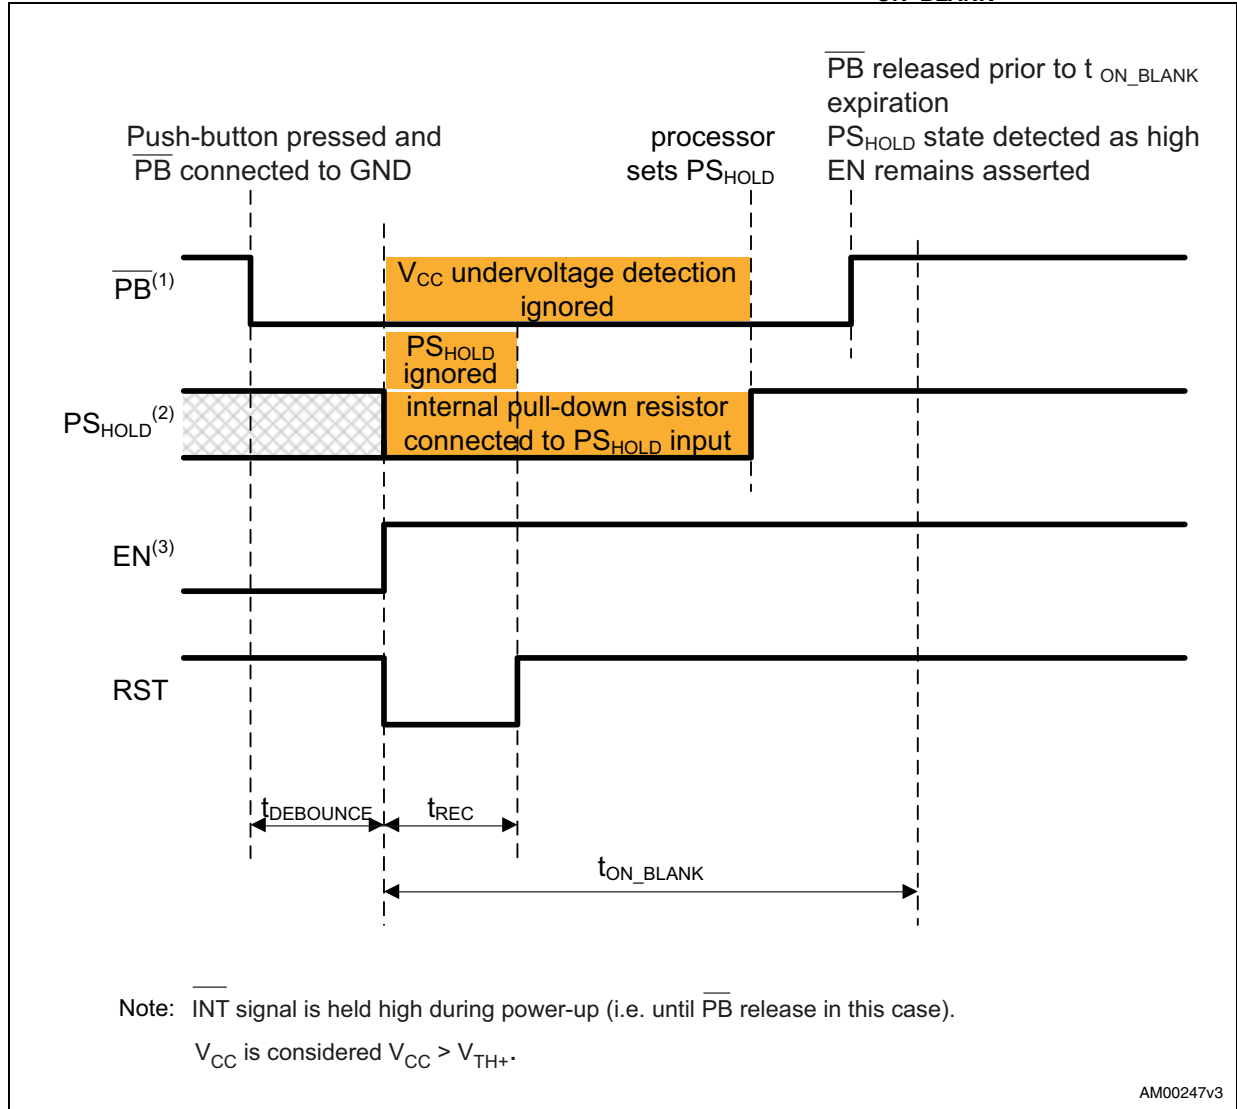 PB released prior to t ON_BLANK
expiration
PSHOLD state detected as high
EN remains asserted
Push-button pressed and
PB connected to GND
processor
sets PSHOLD
PB(1)
VCC undervoltage detection
ignored
PSHOLD
ignored
PSHOLD(2)
internal pull-down resistor
connected to PSHOLD input
EN(3)
RST
tDEBOUNCE
tREC
tON_BLANK
Note: INT signal is held high during power-up (i.e. until PB release in this case).
VCC is considered VCC > VTH+.
AM00247v3